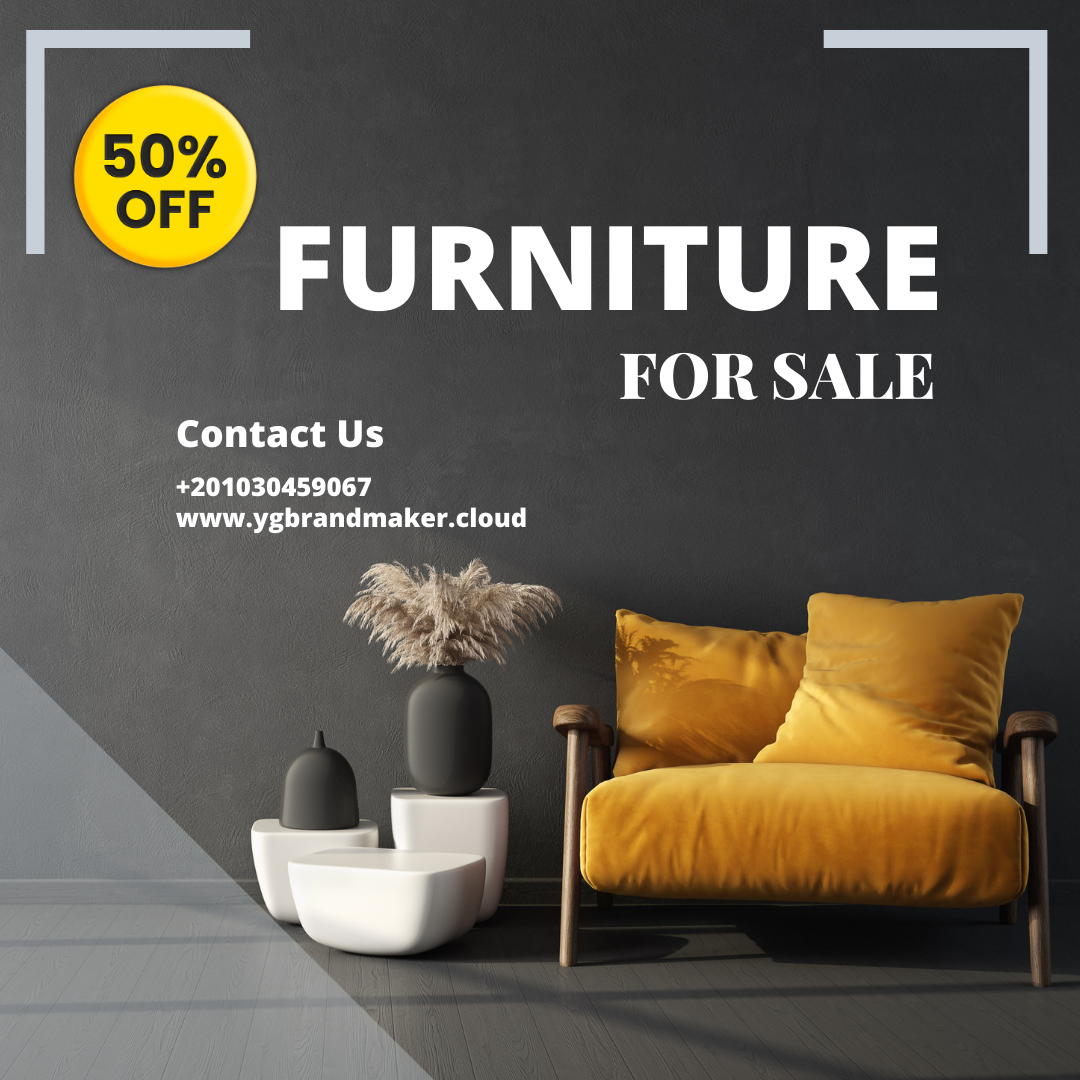 50%
OFF
FURNITURE
FOR SALE
Contact Us
+201030459067
www.ygbrandmaker.cloud